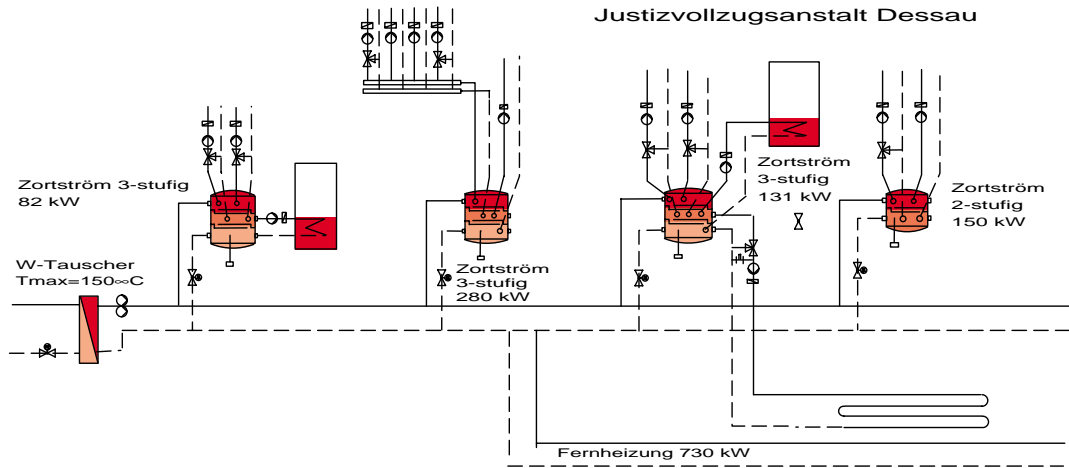 Justizvollzugsanstalt Dessau
Zortström 3-stufig
82 kW
Zortström
3-stufig
280 kW
Zortström
3-stufig
131 kW
Zortström
2-stufig
150 kW
W-Tauscher
Tmax=150∞C
Fernheizung 730 kW